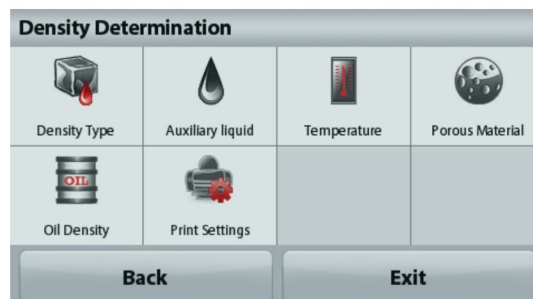 Density Determination
Density Type
Auxiliary liquid
Temperature
Porous Material
OIL
Oil Density
Print Settings
Back
Exit